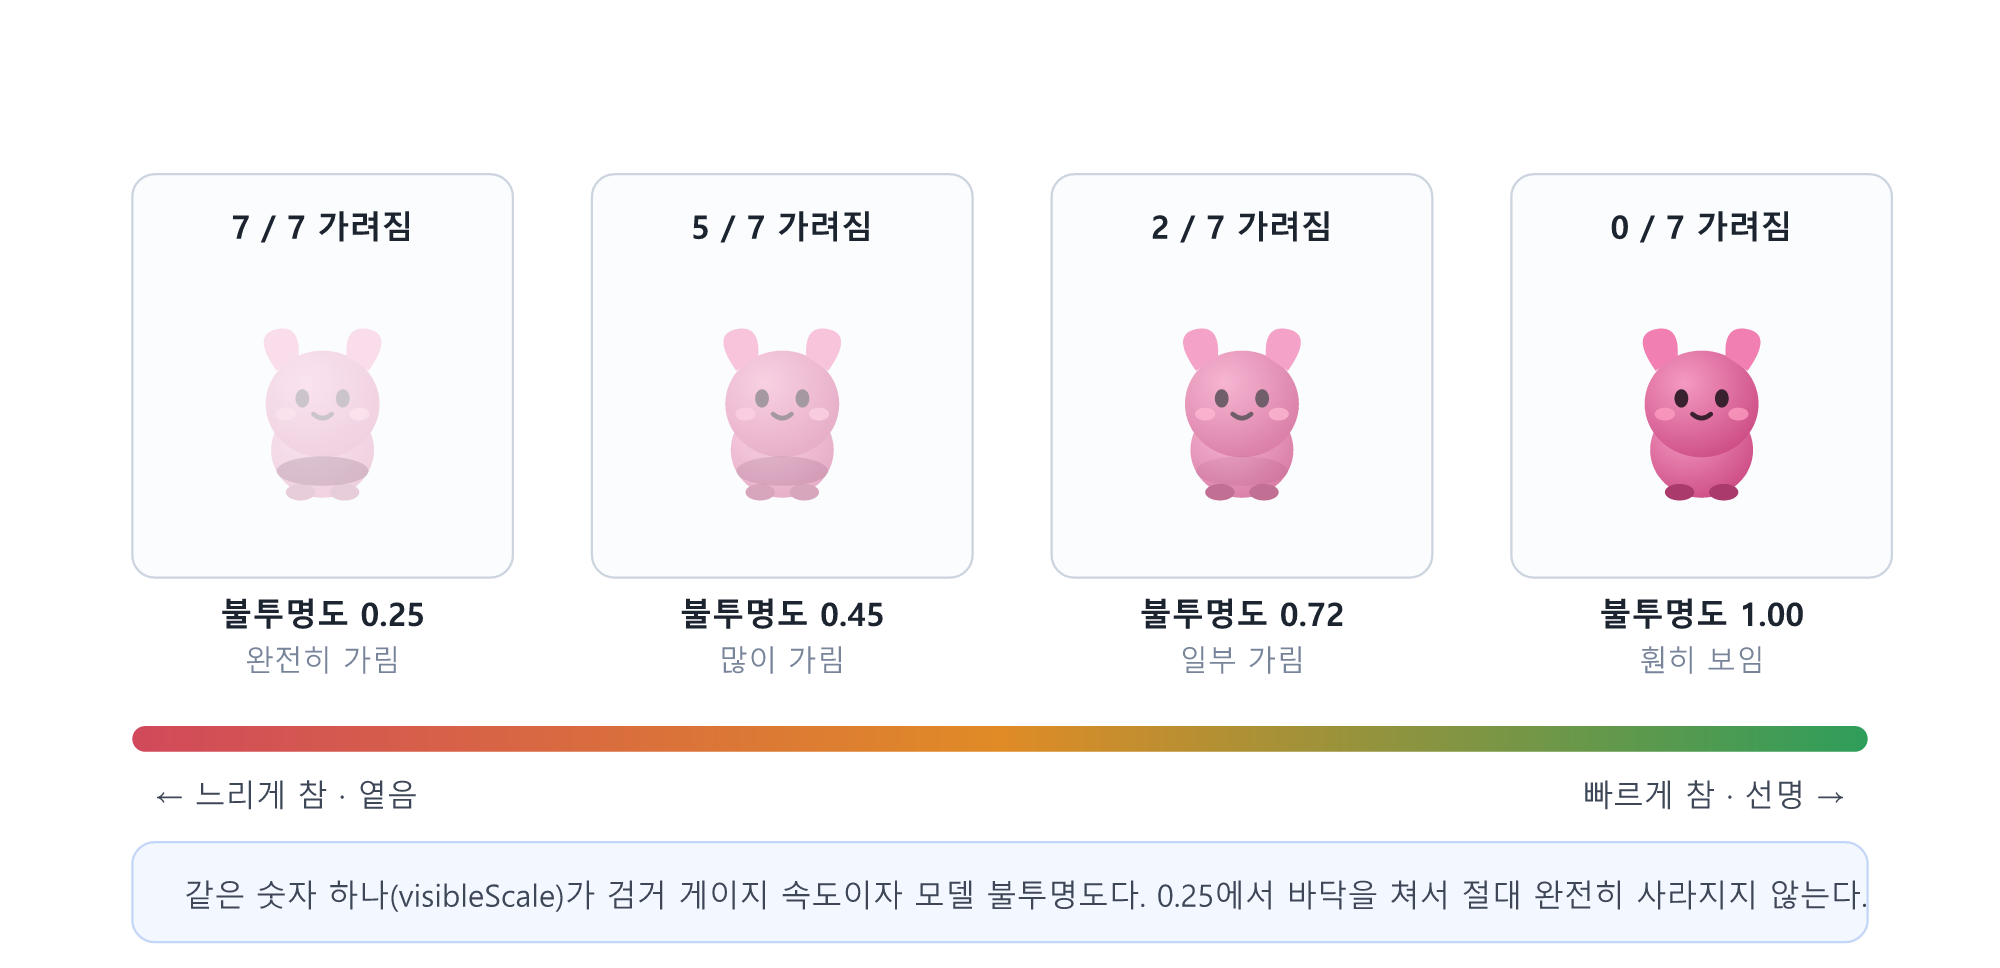 7 / 7 가려짐
5 / 7 가려짐
2 / 7 가려짐
0 / 7 가려짐
불투명도 0.25
완전히 가림
불투명도 0.45
많이 가림
불투명도 0.72
일부 가림
불투명도 1.00
훤히 보임
← 느리게 참 · 옅음
빠르게 참 · 선명 →
같은 숫자 하나(visibleScale)가 검거 게이지 속도이자 모델 불투명도다. 0.25에서 바닥을 쳐서 절대 완전히 사라지지 않는다.